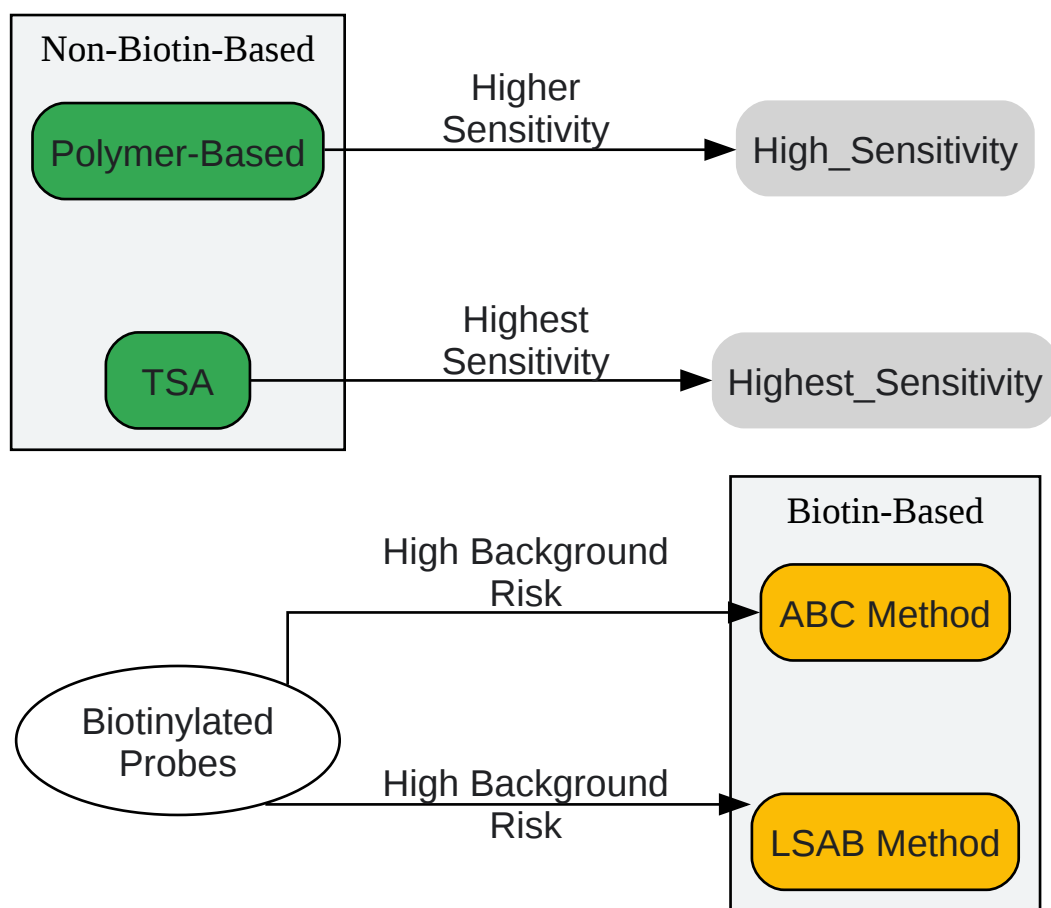 Non-Biotin-Based
Higher
Sensitivity
Polymer-Based
High_Sensitivity
Highest
Sensitivity
TSA
Highest_Sensitivity
Biotin-Based
High Background
Risk
ABC Method
Biotinylated
Probes
High Background
Risk
LSAB Method